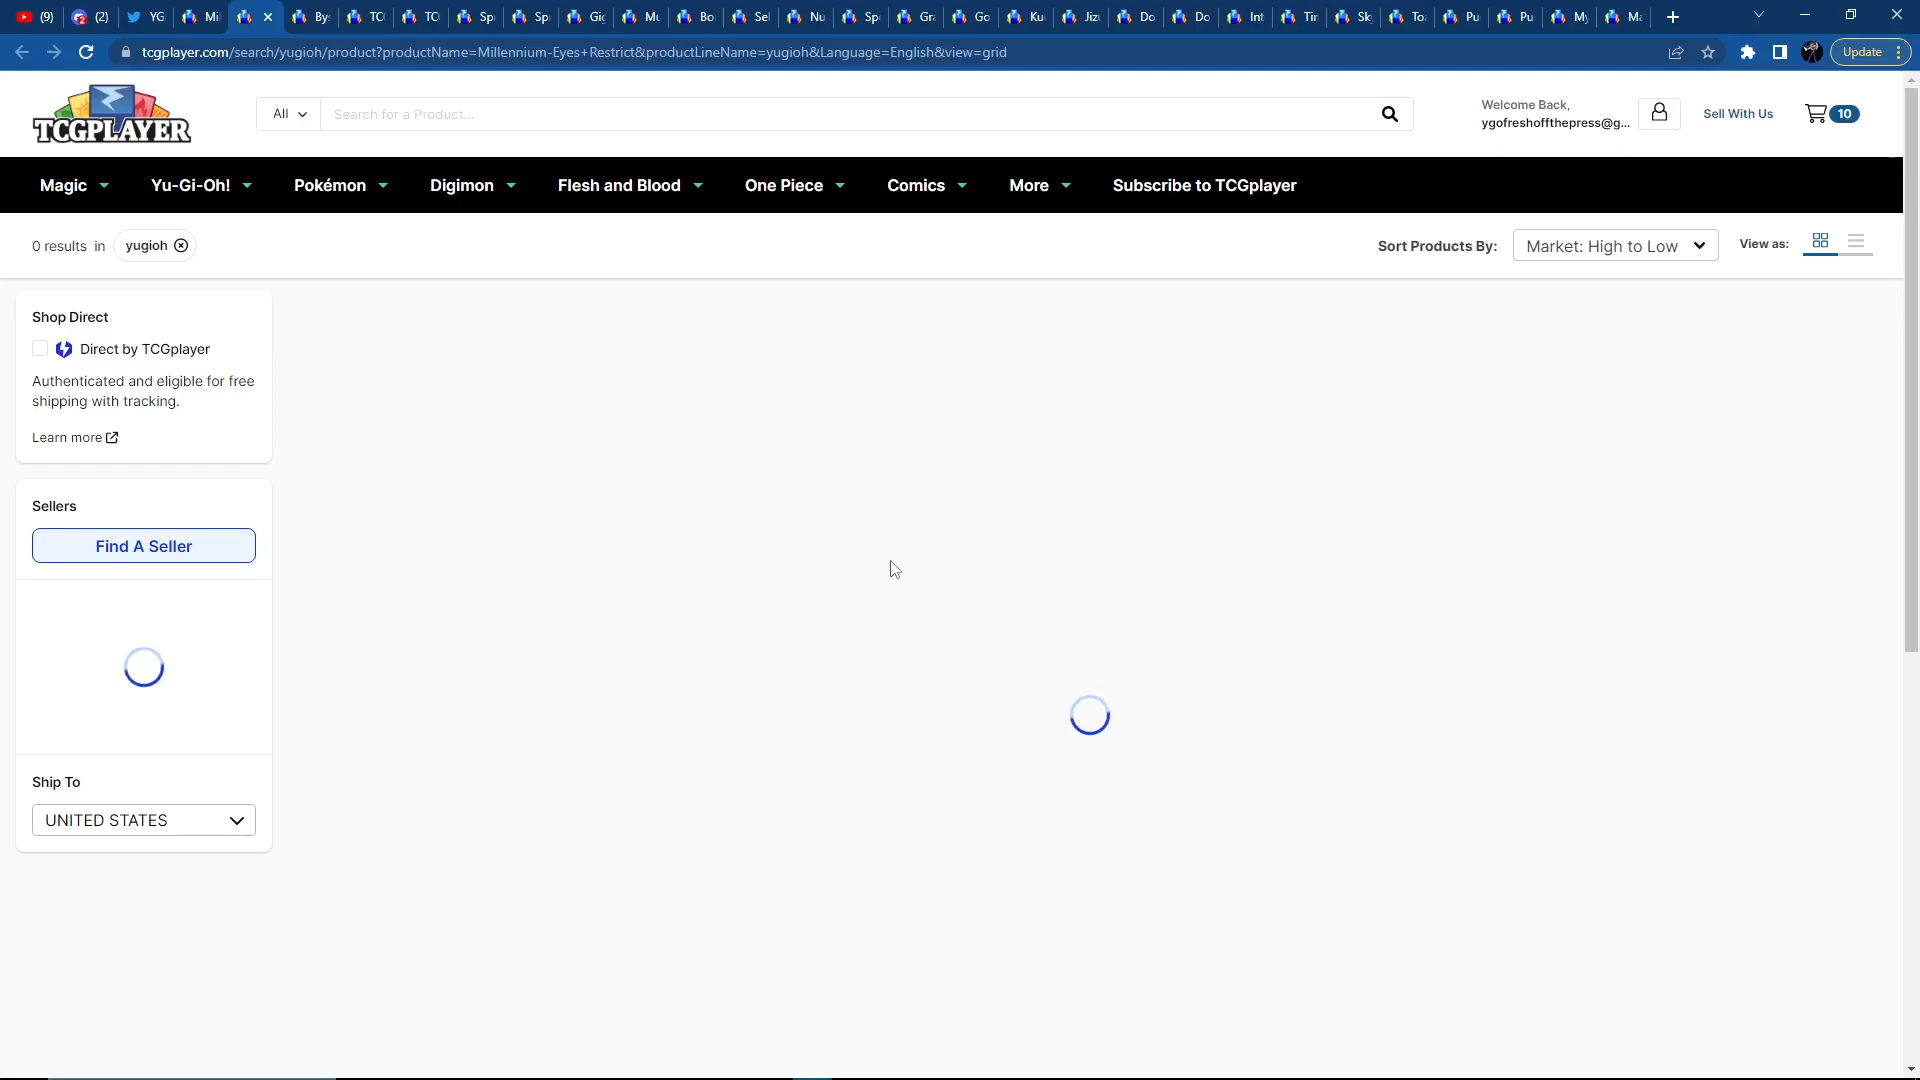 (9) (2) YG Mi By TC TC Sp Sp Gi Mu Bo Sel Nu Sp Gra Go Ku Jizu Do Do Int Tin Sk To Pu Pu My Ma
tcgplayer.com/search/yugioh/product?productName=Millennium-Eyes+Restrict&productLineName=yugioh&Language=English&view=grid
Update
TCGPLAYER
All
Search for a Product...
Welcome Back,
ygofreshoffthepress@g...
Sell With Us
10
Magic Yu-Gi-Oh! Pokémon Digimon Flesh and Blood One Piece Comics More Subscribe to TCGplayer
0 results in yugioh
Sort Products By: Market: High to Low
View as:
Shop Direct
Direct by TCGplayer
Authenticated and eligible for free
shipping with tracking.
Learn more
Sellers
Find A Seller
Ship To
UNITED STATES